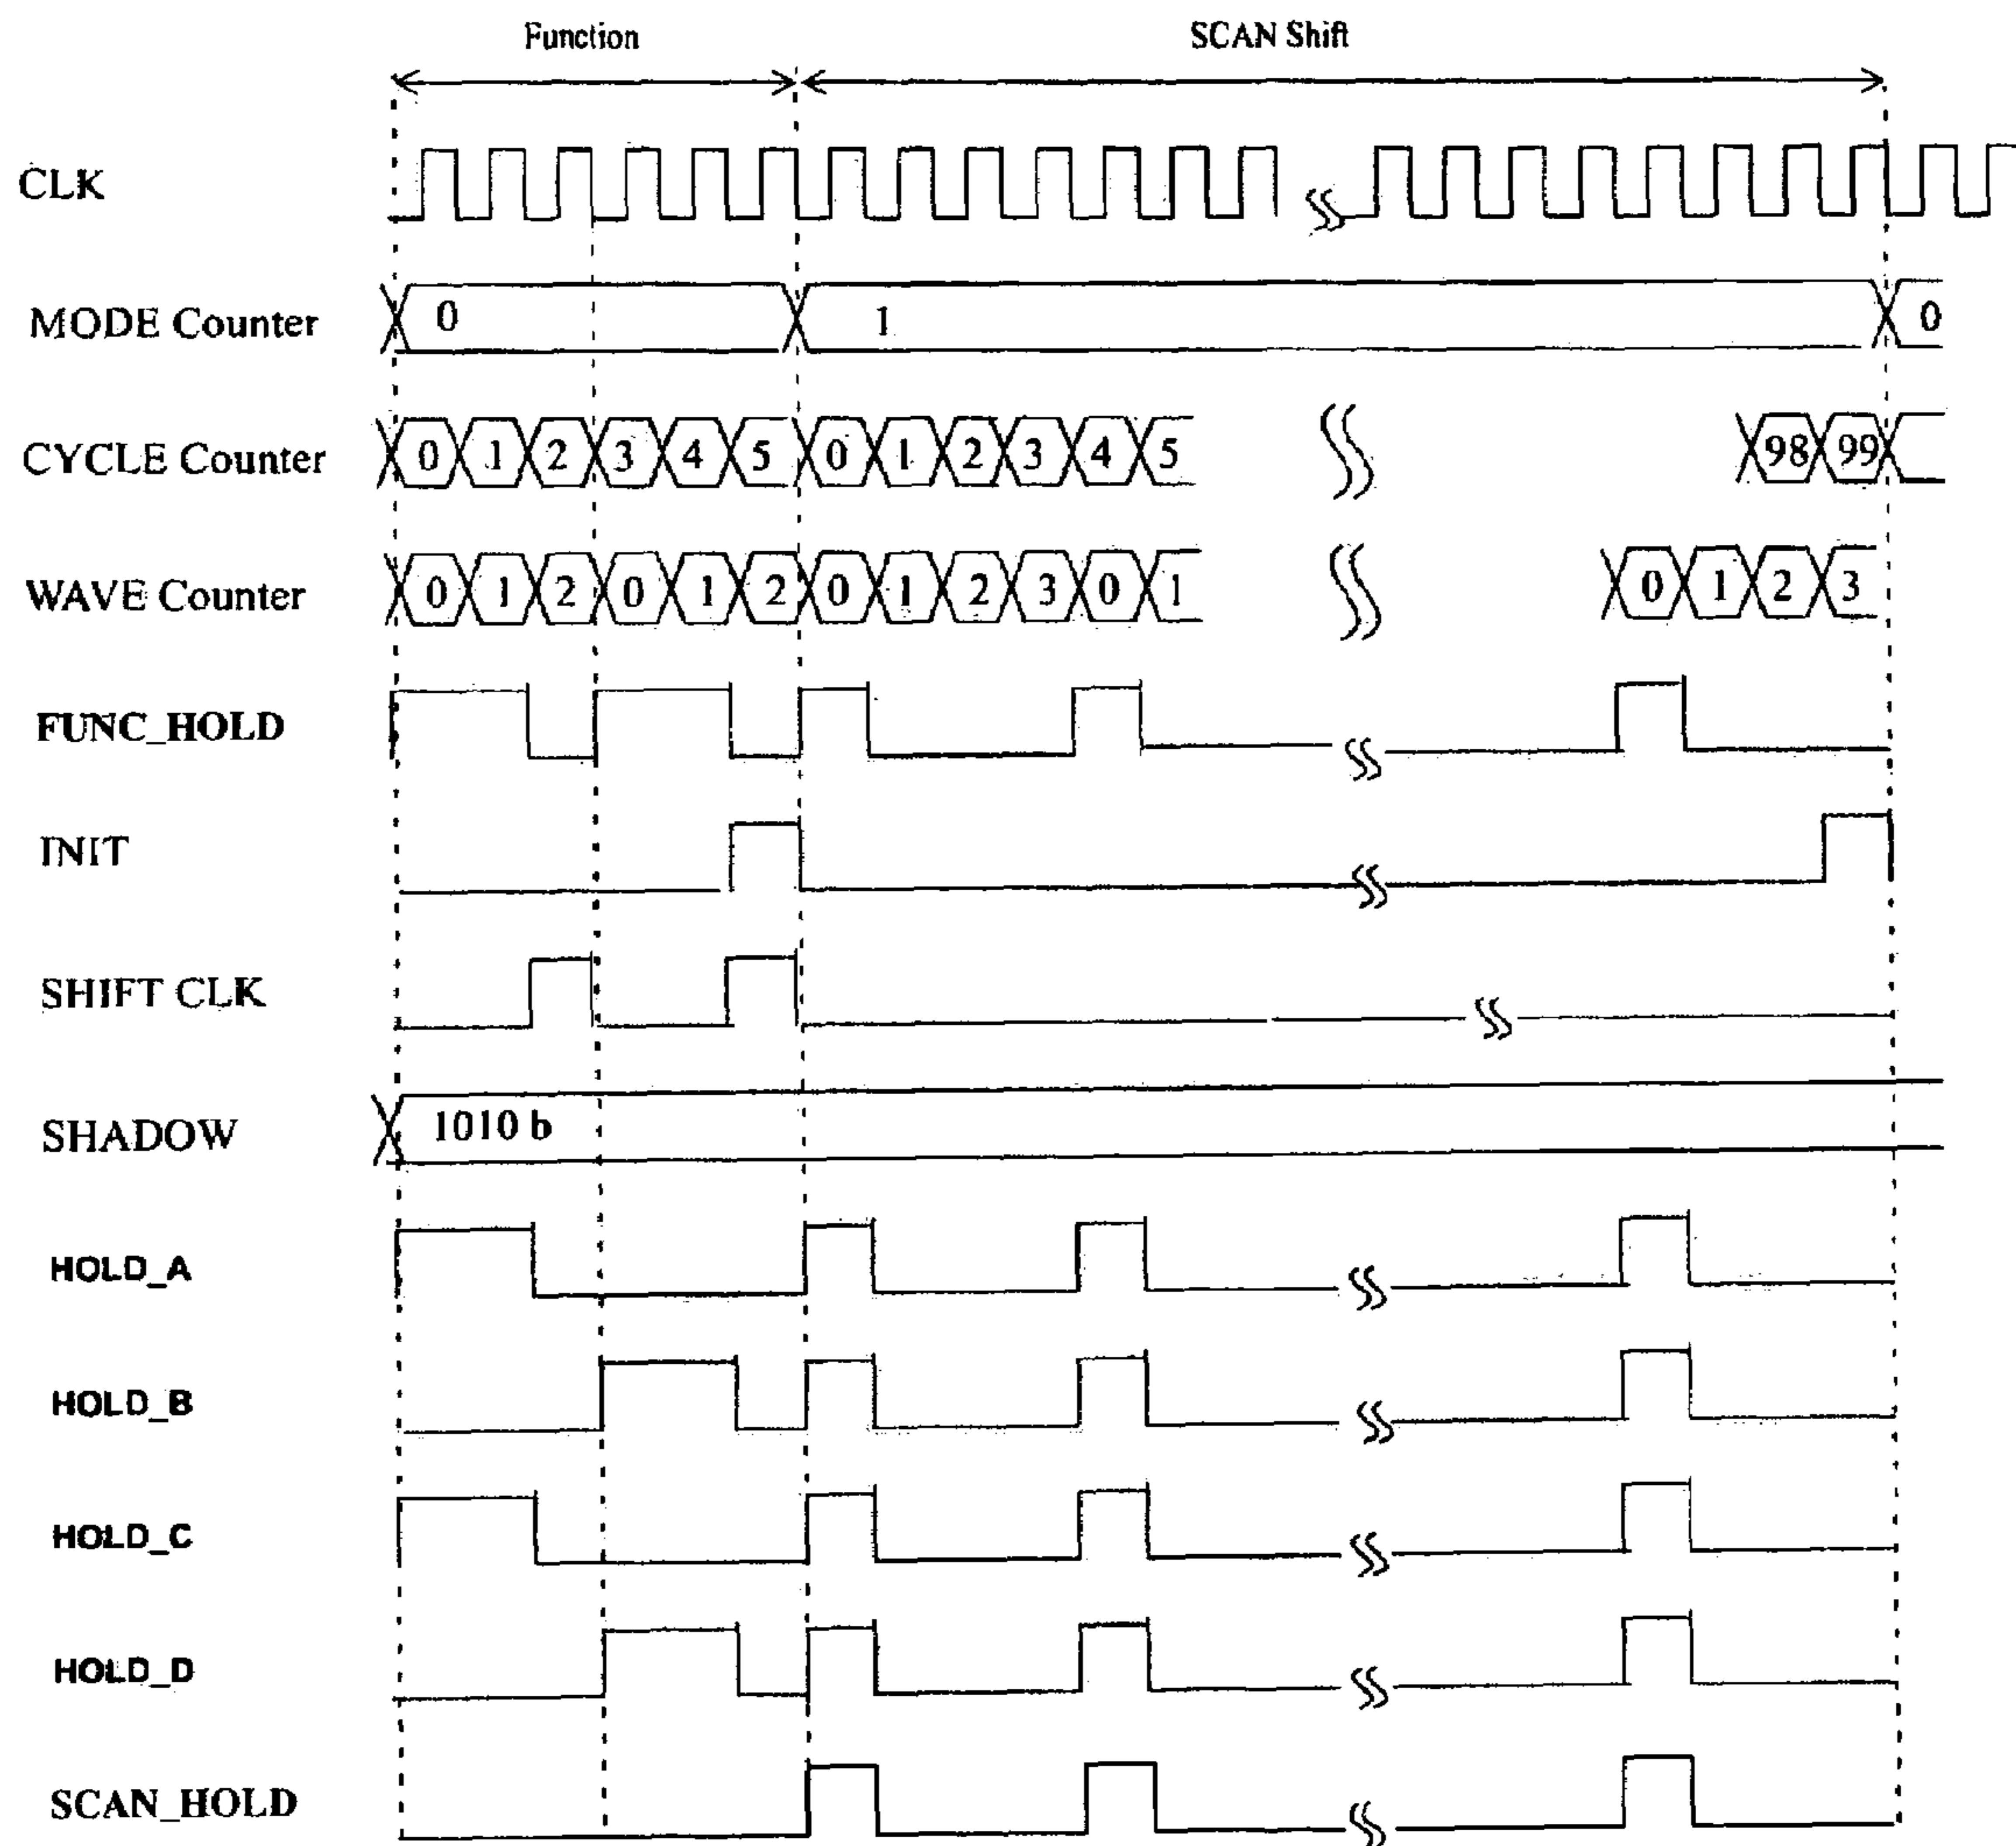 Function SCAN Shift
CLK
MODE Counter 0 1 0
CYCLE Counter 0 1 2 3 4 5 0 1 2 3 4 5 98 99
WAVE Counter 0 1 2 0 1 2 0 1 2 3 0 1 0 1 2 3
FUNC_HOLD
INIT
SHIFT CLK
SHADOW 1010 b
HOLD_A
HOLD_B
HOLD_C
HOLD_D
SCAN_HOLD